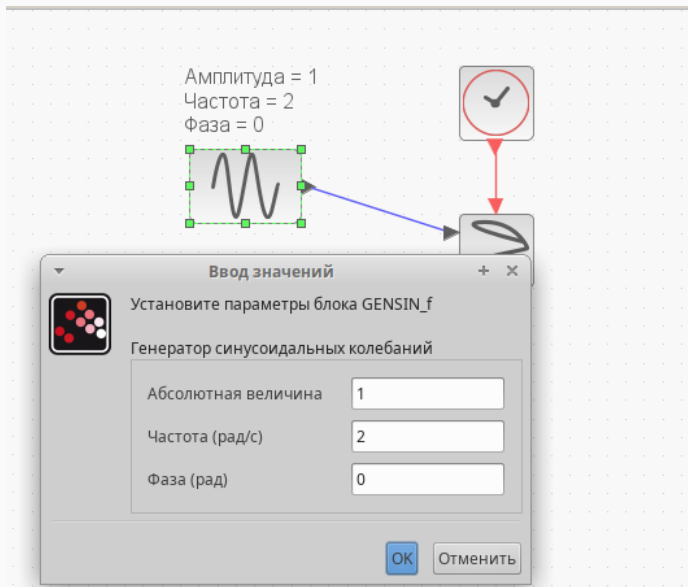 Амплитуда = 1
Частота = 2
Фаза = 0
Ввод значений
Установите параметры блока GENSIN_f
Генератор синусоидальных колебаний
Абсолютная величина 1
Частота (рад/с) 2
Фаза (рад) 0
OK Отменить